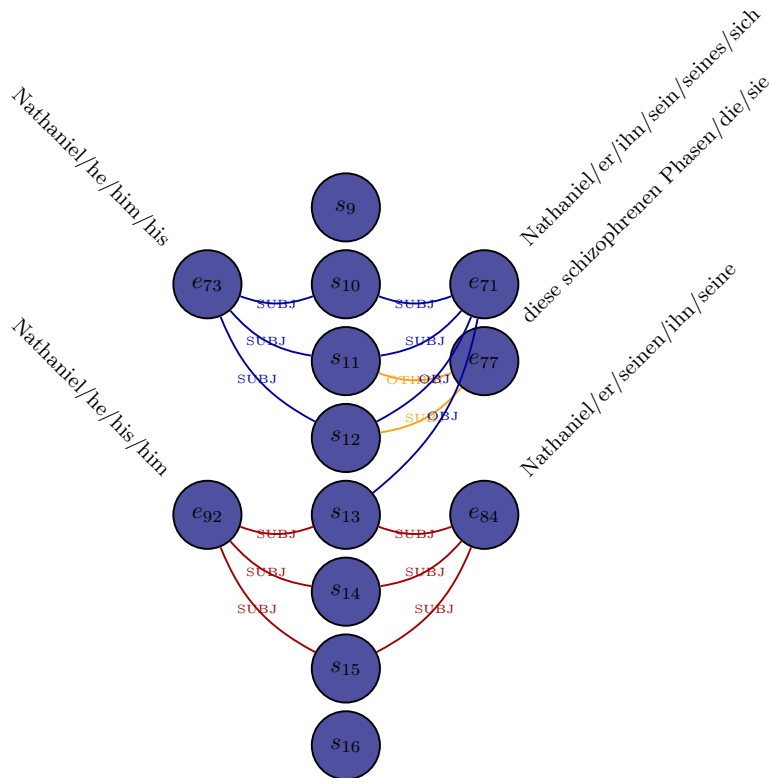 Nathaniel/he/him/his
Nathaniel/er/ihn/sein/seines/sich
diese schizophrenen Phasen/die/sie
s9
e73 SUBJ s10 SUBJ e71
SUBJ s11 SUBJ e77
OBJ
SUBJ s12 OBJ
Nathaniel/he/his/him
Nathaniel/er/seinen/ihn/seine
e92 SUBJ s13 SUBJ e84
SUBJ s14 SUBJ
SUBJ s15 SUBJ
s16